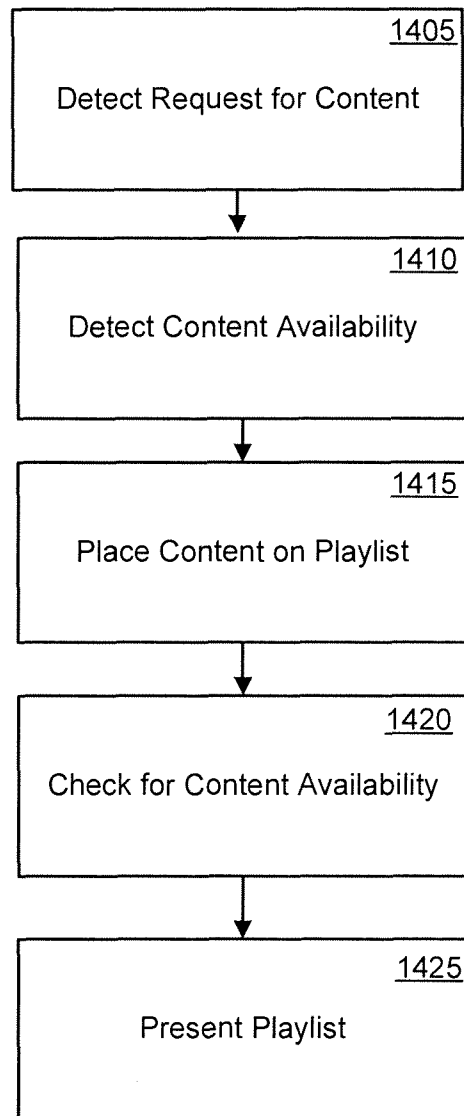 1405
Detect Request for Content
1410
Detect Content Availability
1415
Place Content on Playlist
1420
Check for Content Availability
1425
Present Playlist